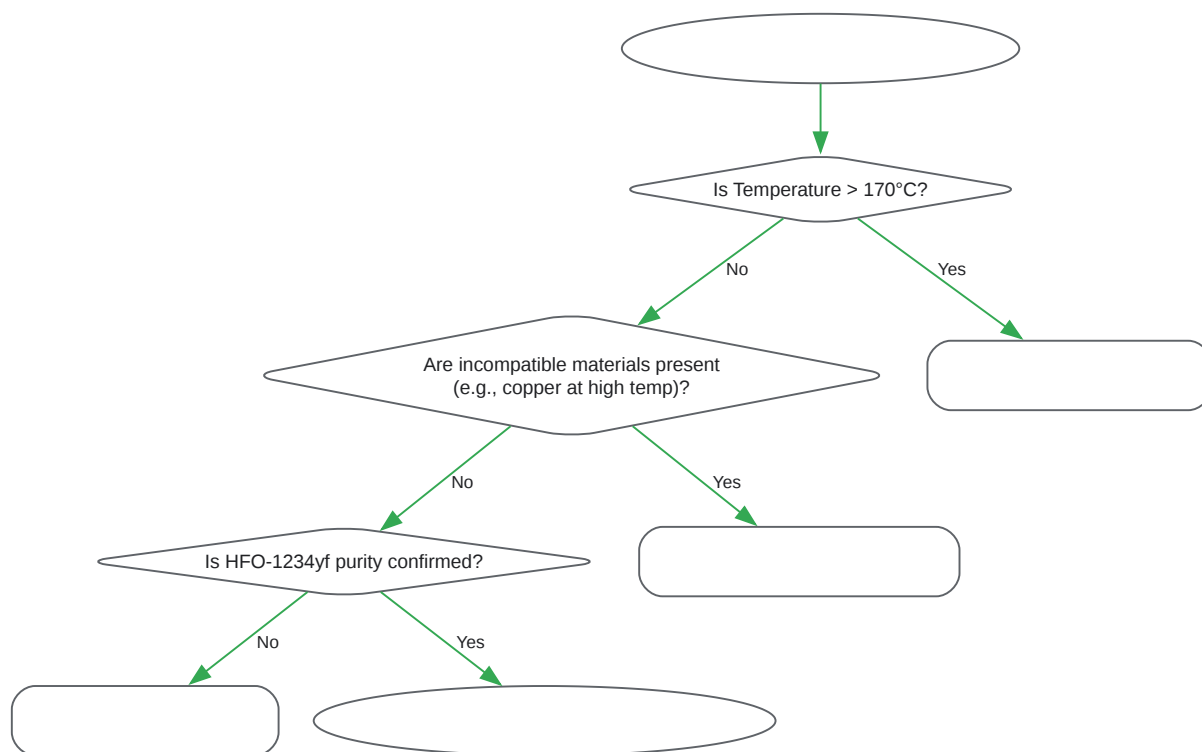 Is Temperature > 170°C?
No
Yes
Are incompatible materials present
(e.g., copper at high temp)?
No
Yes
Is HFO-1234yf purity confirmed?
No
Yes